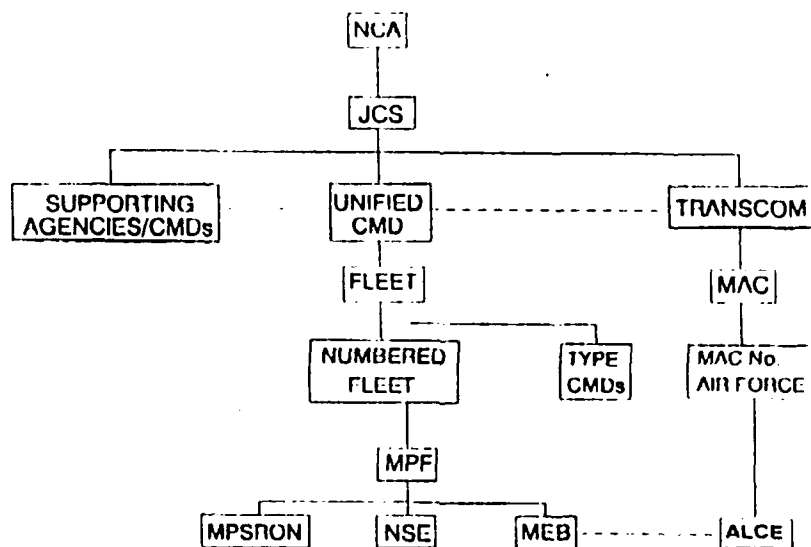 NCA
JCS
SUPPORTING
AGENCIES/CMDs
UNIFIED
CMD
TRANSCOM
FLEET
MAC
NUMBERED
FLEET
TYPE
CMDs
MAC No.
AIR FORCE
MPF
MPSRON
NSE
MEB
ALCE